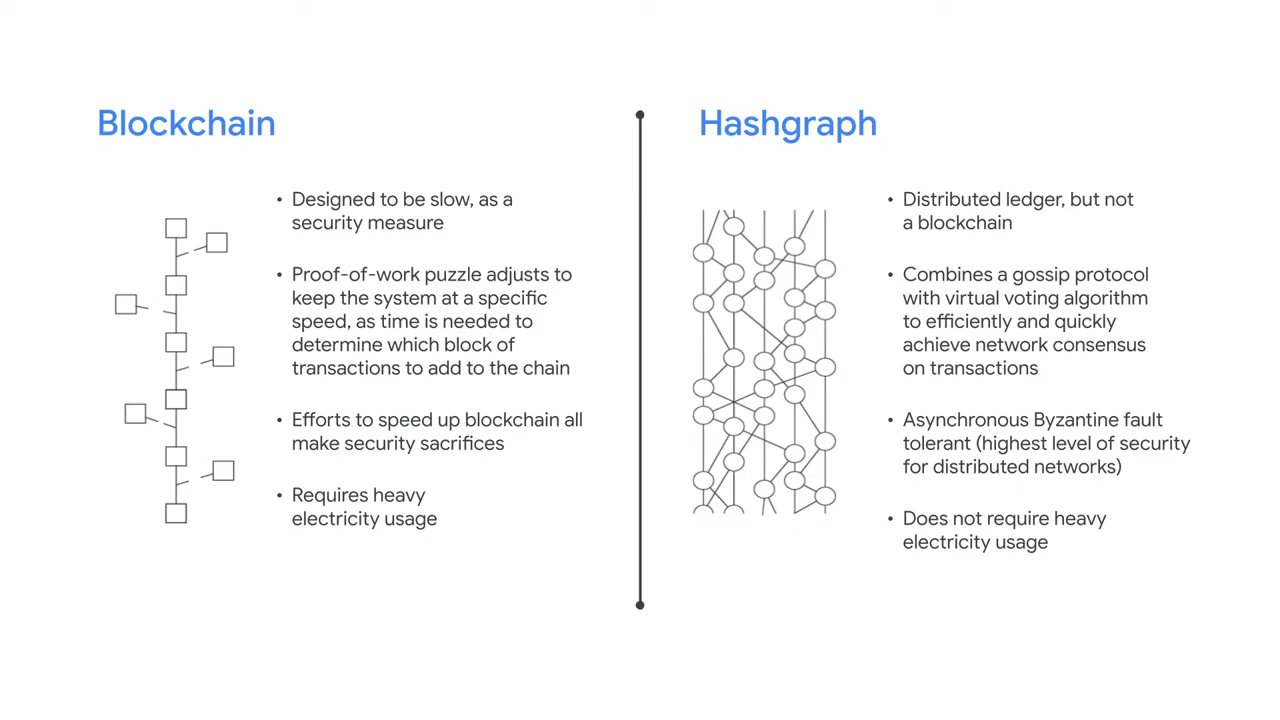 Blockchain
• Designed to be slow, as a
security measure
• Proof-of-work puzzle adjusts to
keep the system at a specific
speed, as time is needed to
determine which block of
transactions to add to the chain
• Efforts to speed up blockchain all
make security sacrifices
• Requires heavy
electricity usage
Hashgraph
• Distributed ledger, but not
a blockchain
• Combines a gossip protocol
with virtual voting algorithm
to efficiently and quickly
achieve network consensus
on transactions
• Asynchronous Byzantine fault
tolerant (highest level of security
for distributed networks)
• Does not require heavy
electricity usage